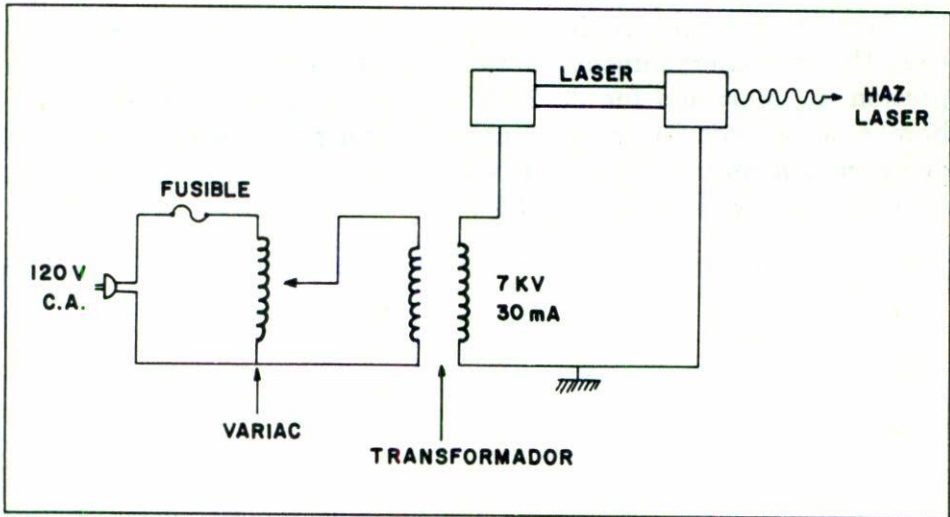 LASER
HAZ
LASER
FUSIBLE
120 V
C.A.
7 KV
30 mA
VARIAC
TRANSFORMADOR